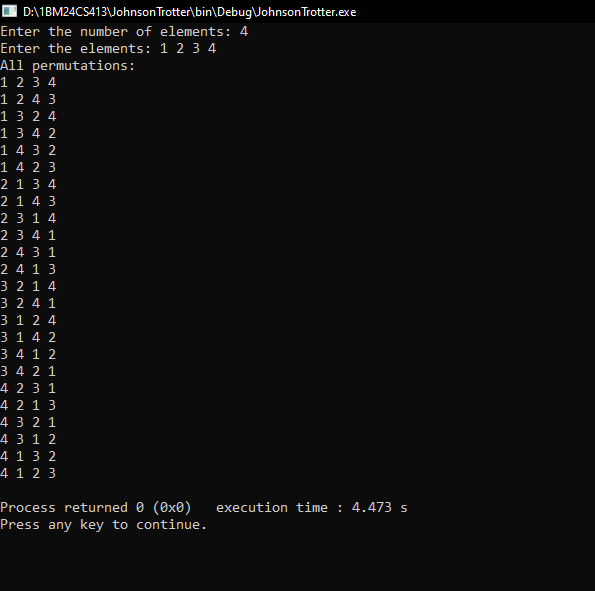 D:\1BM24CS413\JohnsonTrotter\bin\Debug\JohnsonTrotter.exe
Enter the number of elements: 4
Enter the elements: 1 2 3 4
All permutations:
1 2 3 4
1 2 4 3
1 3 2 4
1 3 4 2
1 4 3 2
1 4 2 3
2 1 3 4
2 1 4 3
2 3 1 4
2 3 4 1
2 4 3 1
2 4 1 3
3 2 1 4
3 2 4 1
3 1 2 4
3 1 4 2
3 4 1 2
3 4 2 1
4 2 3 1
4 2 1 3
4 3 2 1
4 3 1 2
4 1 3 2
4 1 2 3
Process returned 0 (0x0)   execution time : 4.473 s
Press any key to continue.